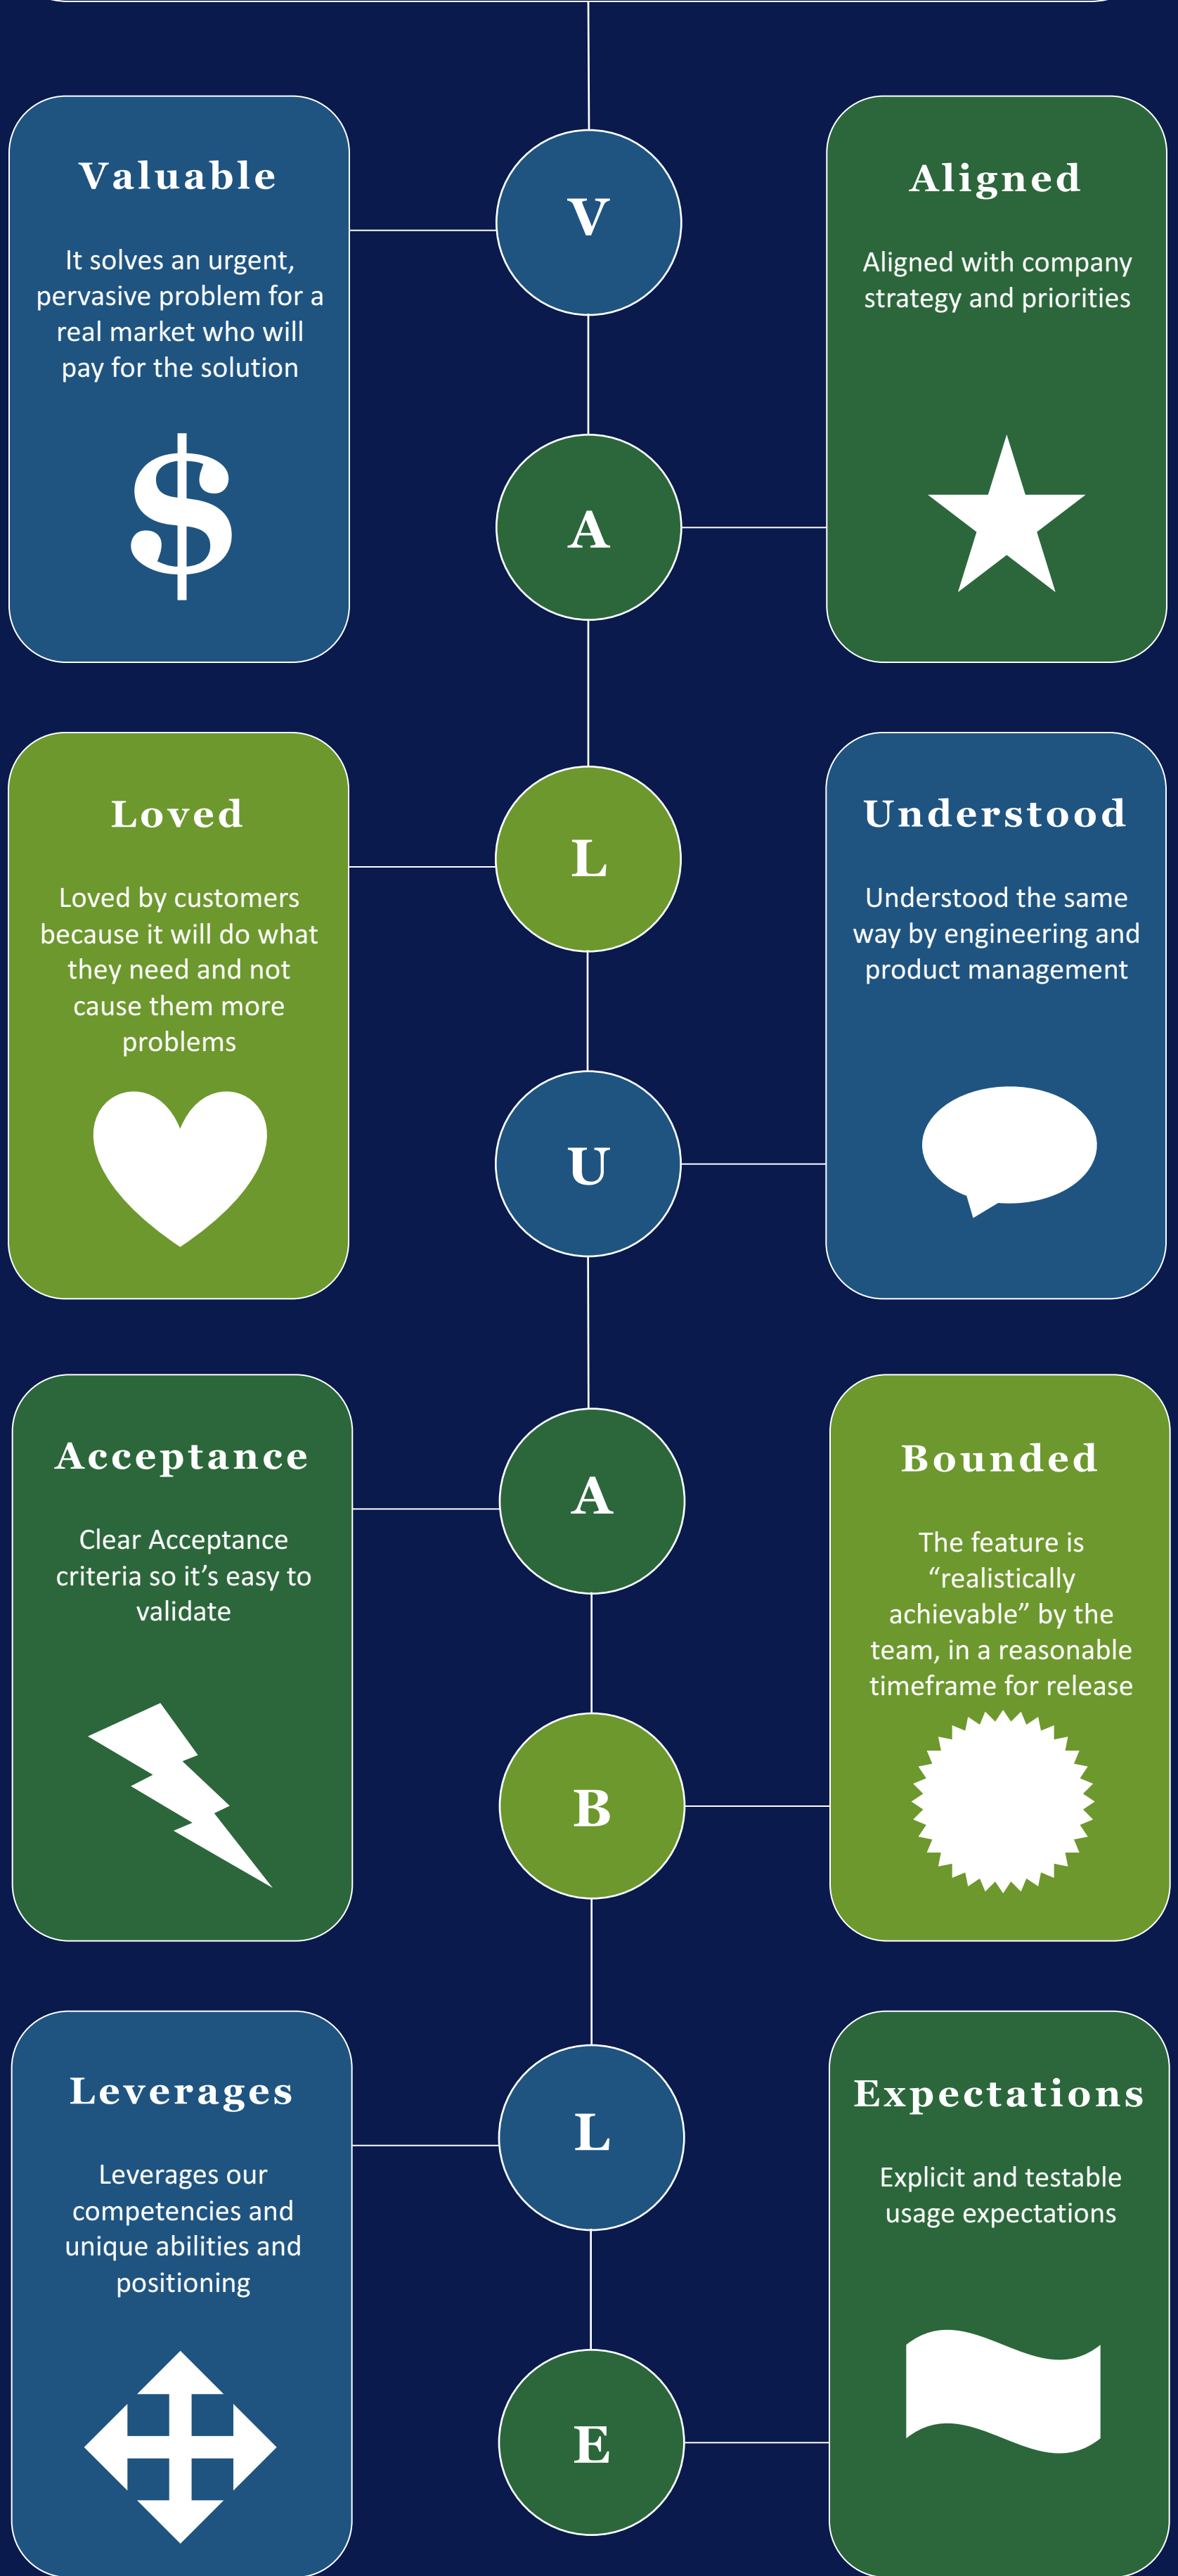 Valuable
It solves an urgent,
pervasive problem for a
real market who will
pay for the solution
$
V
Aligned
Aligned with company
strategy and priorities
A
Loved
Loved by customers
because it will do what
they need and not
cause them more
problems
L
Understood
Understood the same
way by engineering and
product management
U
Acceptance
Clear Acceptance
criteria so it’s easy to
validate
A
Bounded
The feature is
“realistically
achievable” by the
team, in a reasonable
timeframe for release
B
Leverages
Leverages our
competencies and
unique abilities and
positioning
L
Expectations
Explicit and testable
usage expectations
E